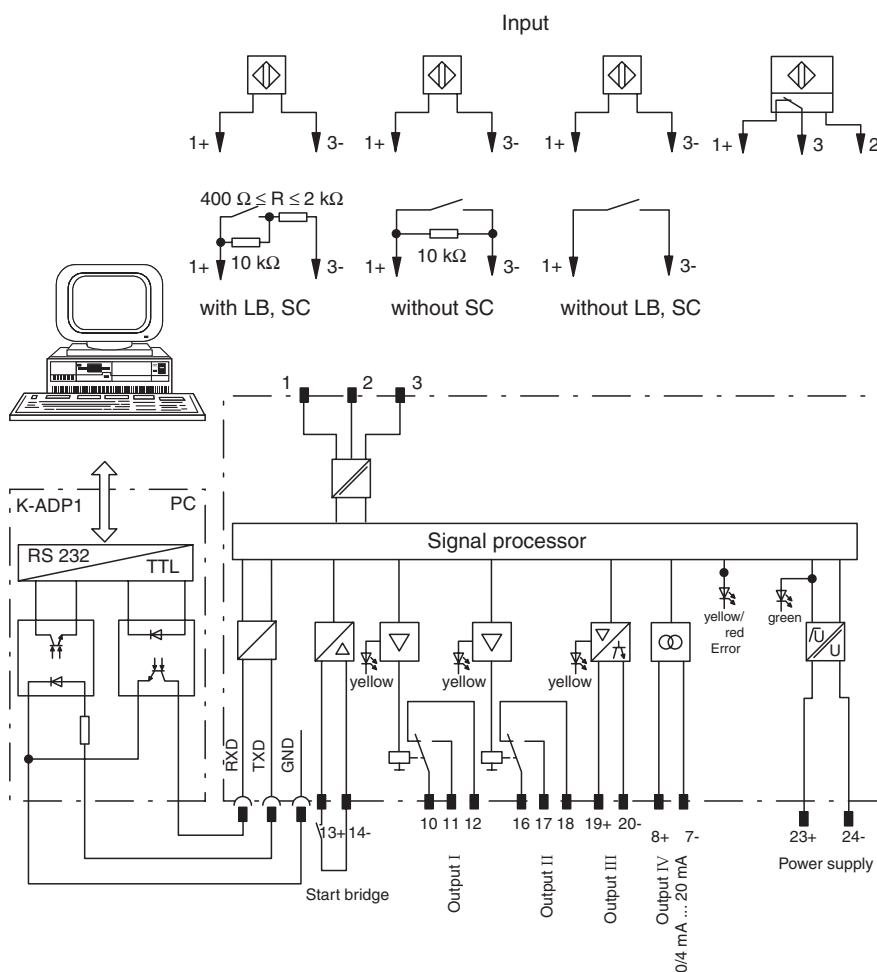 Input
1+ 3- 1+ 3- 1+ 3- 1+ 3 2
400 Ω ≤ R ≤ 2 kΩ
10 kΩ
10 kΩ
1+ 3- 1+ 3- 1+ 3-
with LB, SC
without SC
without LB, SC
1 2 3
K-ADP1
PC
RS 232
TTL
Signal processor
yellow
yellow
yellow
yellow/
red
Error
green
U
U
RXD
TXD
GND
13+ 14-
10 11 12
16 17 18
19+ 20-
8+ 7-
23+ 24-
Start bridge
Output I
Output II
Output III
Output IV
0/4 mA ... 20 mA
Power supply